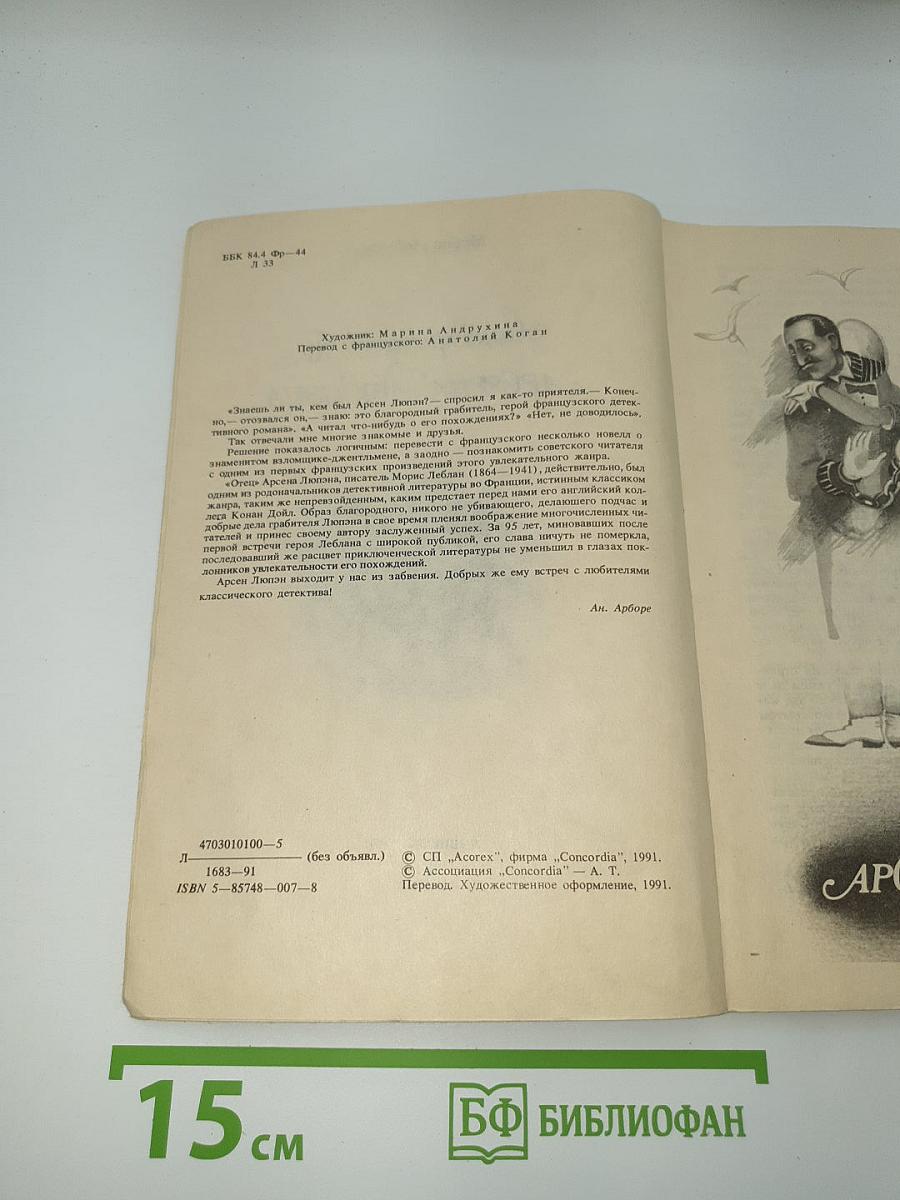 ББК 84.4 Фр—44
Л 33
Художник: Марина Андрухина
Перевод с французского: Анатолий Коган
«Знаешь ли ты, кем был Арсен Люпэн?— спросил я как-то приятеля.— Конеч-
но,— отозвался он,— знаю: это благородный грабитель, герой французского детек-
тивного романа». «А читал что-нибудь о его похождениях?» «Нет, не доводилось».
Так отвечали мне многие знакомые и друзья.
Решение показалось логичным: перевести с французского несколько новелл о
знаменитом взломщике-джентльмене, а заодно — познакомить советского читателя
с одним из первых французских произведений этого увлекательного жанра.
«Отец» Арсена Люпэна, писатель Морис Леблан (1864—1941), действительно, был
одним из родоначальников детективной литературы во Франции, истинным классиком
жанра, таким же непревзойденным, каким предстает перед нами его английский кол-
лега Конан Дойл. Образ благородного, никого не убивающего, делающего подчас и
добрые дела грабителя Люпэна в свое время пленял воображение многочисленных чи-
тателей и принес своему автору заслуженный успех. За 95 лет, миновавших после
первой встречи героя Леблана с широкой публикой, его слава ничуть не померкла,
последовавший же расцвет приключенческой литературы не уменьшил в глазах пок-
лонников увлекательности его похождений.
Арсен Люпэн выходит у нас из забвения. Добрых же ему встреч с любителями
классического детектива!
Ан. Арборе
4703010100—5
Л (без объявл.)
1683—91
ISBN 5—85748—007—8
© СП „Acorex", фирма „Concordia", 1991.
© Ассоциация „Concordia" — А. Т.
Перевод. Художественное оформление, 1991.
15 см
БФ БИБЛИОФАН